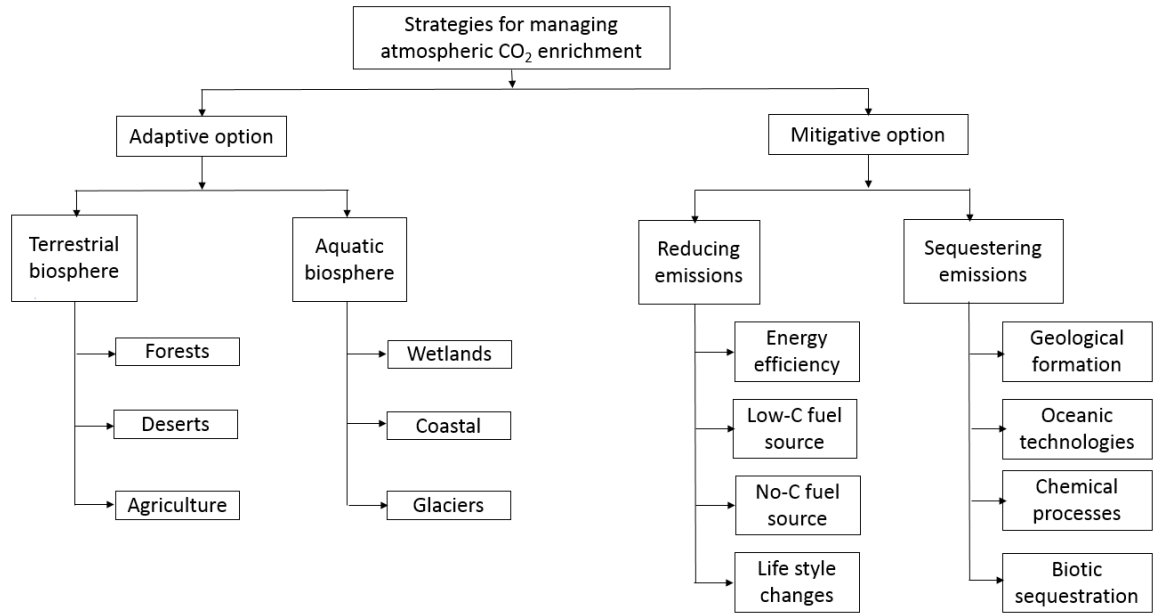 Strategies for managing
atmospheric CO₂ enrichment
Adaptive option
Mitigative option
Terrestrial
biosphere
Aquatic
biosphere
Reducing
emissions
Sequestering
emissions
Forests
Deserts
Agriculture
Wetlands
Coastal
Glaciers
Energy
efficiency
Low-C fuel
source
No-C fuel
source
Life style
changes
Geological
formation
Oceanic
technologies
Chemical
processes
Biotic
sequestration